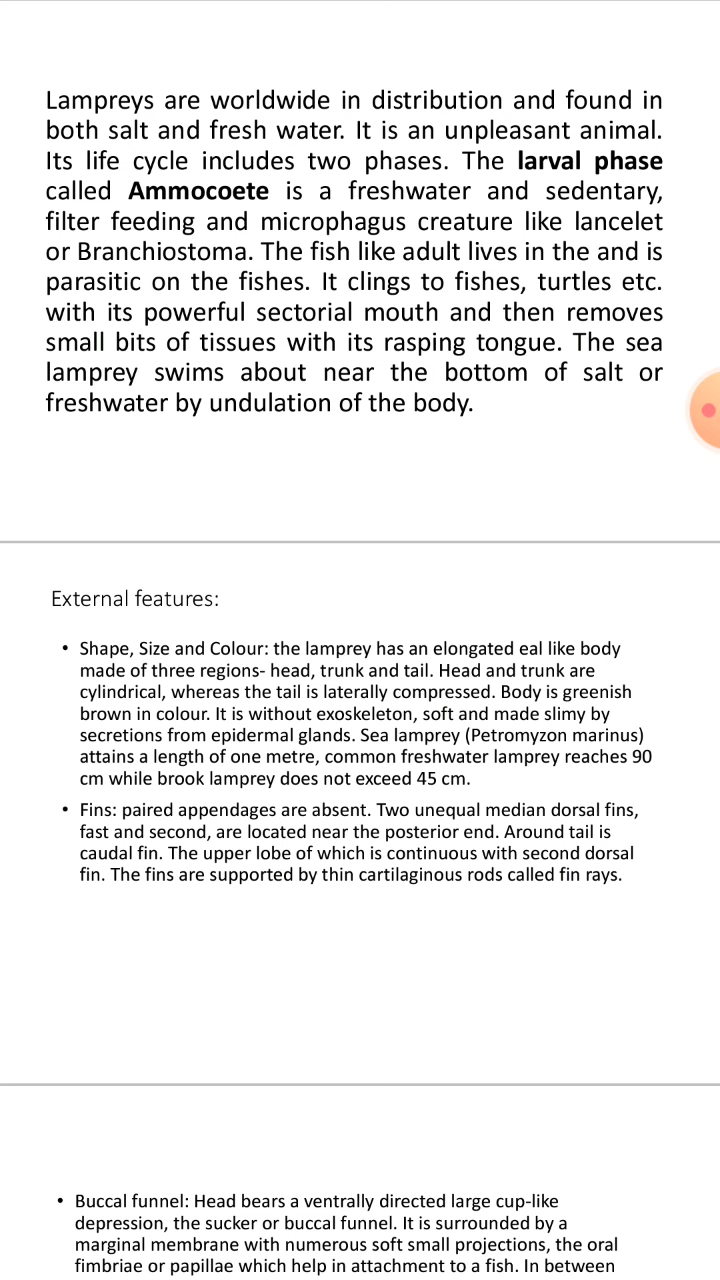 Lampreys are worldwide in distribution and found in
both salt and fresh water. It is an unpleasant animal.
Its life cycle includes two phases. The larval phase
called Ammocoete is a freshwater and sedentary,
filter feeding and microphagus creature like lancelet
or Branchiostoma. The fish like adult lives in the and is
parasitic on the fishes. It clings to fishes, turtles etc.
with its powerful sectorial mouth and then removes
small bits of tissues with its rasping tongue. The sea
lamprey swims about near the bottom of salt or
freshwater by undulation of the body.
External features:
• Shape, Size and Colour: the lamprey has an elongated eal like body
made of three regions- head, trunk and tail. Head and trunk are
cylindrical, whereas the tail is laterally compressed. Body is greenish
brown in colour. It is without exoskeleton, soft and made slimy by
secretions from epidermal glands. Sea lamprey (Petromyzon marinus)
attains a length of one metre, common freshwater lamprey reaches 90
cm while brook lamprey does not exceed 45 cm.
• Fins: paired appendages are absent. Two unequal median dorsal fins,
fast and second, are located near the posterior end. Around tail is
caudal fin. The upper lobe of which is continuous with second dorsal
fin. The fins are supported by thin cartilaginous rods called fin rays.
• Buccal funnel: Head bears a ventrally directed large cup-like
depression, the sucker or buccal funnel. It is surrounded by a
marginal membrane with numerous soft small projections, the oral
fimbriae or papillae which help in attachment to a fish. In between